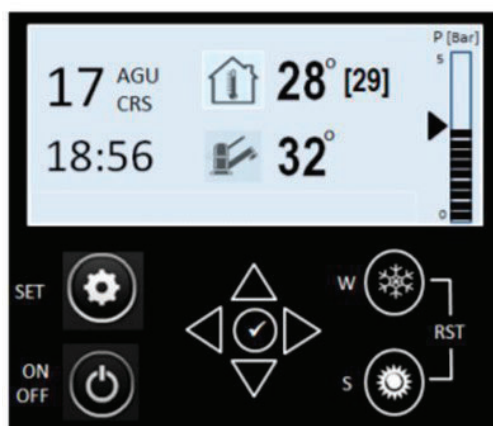 P [Bar]
5
17 AGU
CRS
28° [29]
18:56
32°
0
SET
W
RST
ON
OFF
S